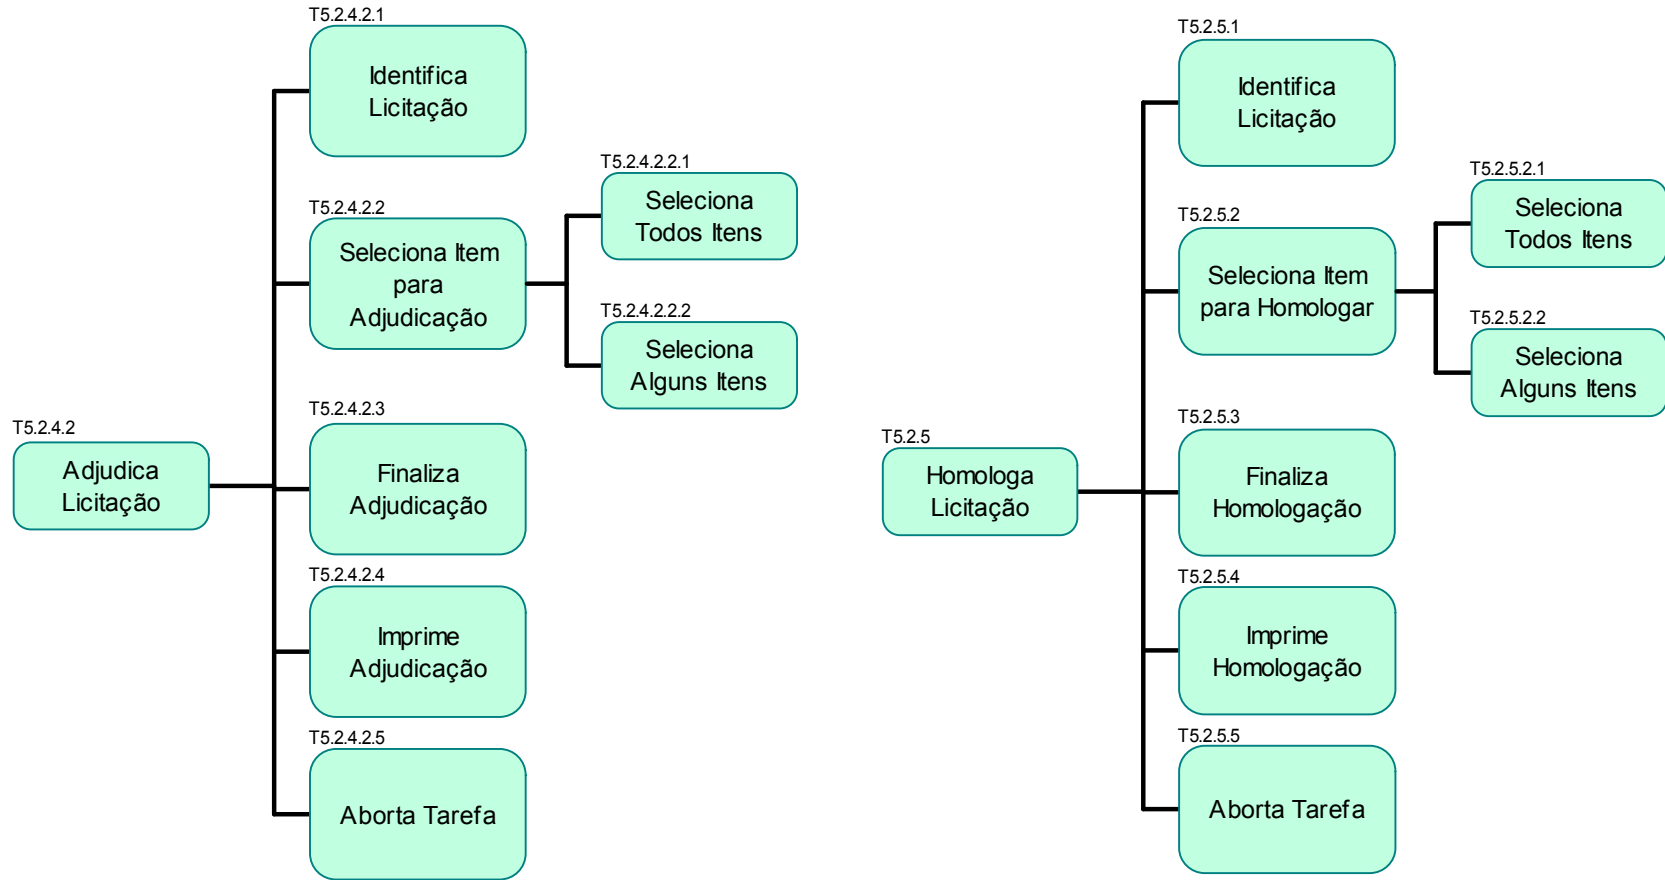 T5.2.4.2.1
Identifica
Licitação
T5.2.4.2.2
Seleciona Item
para
Adjudicação
T5.2.4.2.2.1
Seleciona
Todos Itens
T5.2.4.2.2.2
Seleciona
Alguns Itens
T5.2.4.2
Adjudica
Licitação
T5.2.4.2.3
Finaliza
Adjudicação
T5.2.4.2.4
Imprime
Adjudicação
T5.2.4.2.5
Aborta Tarefa
T5.2.5.1
Identifica
Licitação
T5.2.5.2
Seleciona Item
para Homologar
T5.2.5.2.1
Seleciona
Todos Itens
T5.2.5.2.2
Seleciona
Alguns Itens
T5.2.5
Homologa
Licitação
T5.2.5.3
Finaliza
Homologação
T5.2.5.4
Imprime
Homologação
T5.2.5.5
Aborta Tarefa